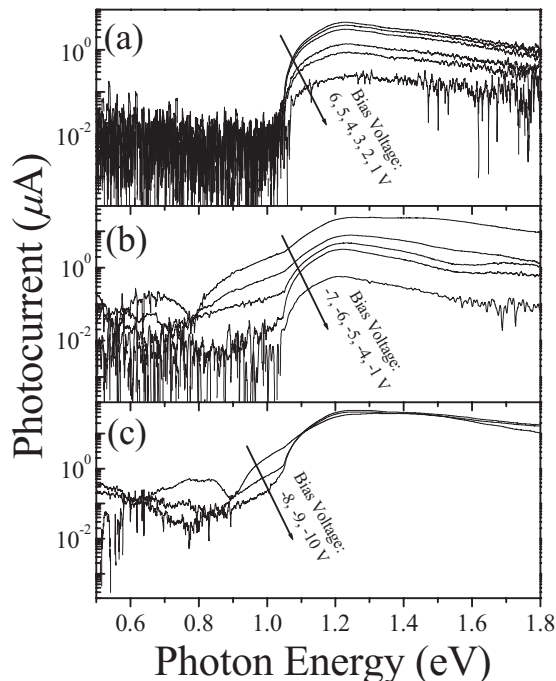 (a)
10^0
10^-2
Bias Voltage:
6, 5, 4, 3, 2, 1 V
Photocurrent (μA)
(b)
10^0
10^-2
Bias Voltage:
-7, -6, -5, -4, -1 V
(c)
10^0
10^-2
Bias Voltage:
-8, -9, -10 V
0.6 0.8 1.0 1.2 1.4 1.6 1.8
Photon Energy (eV)